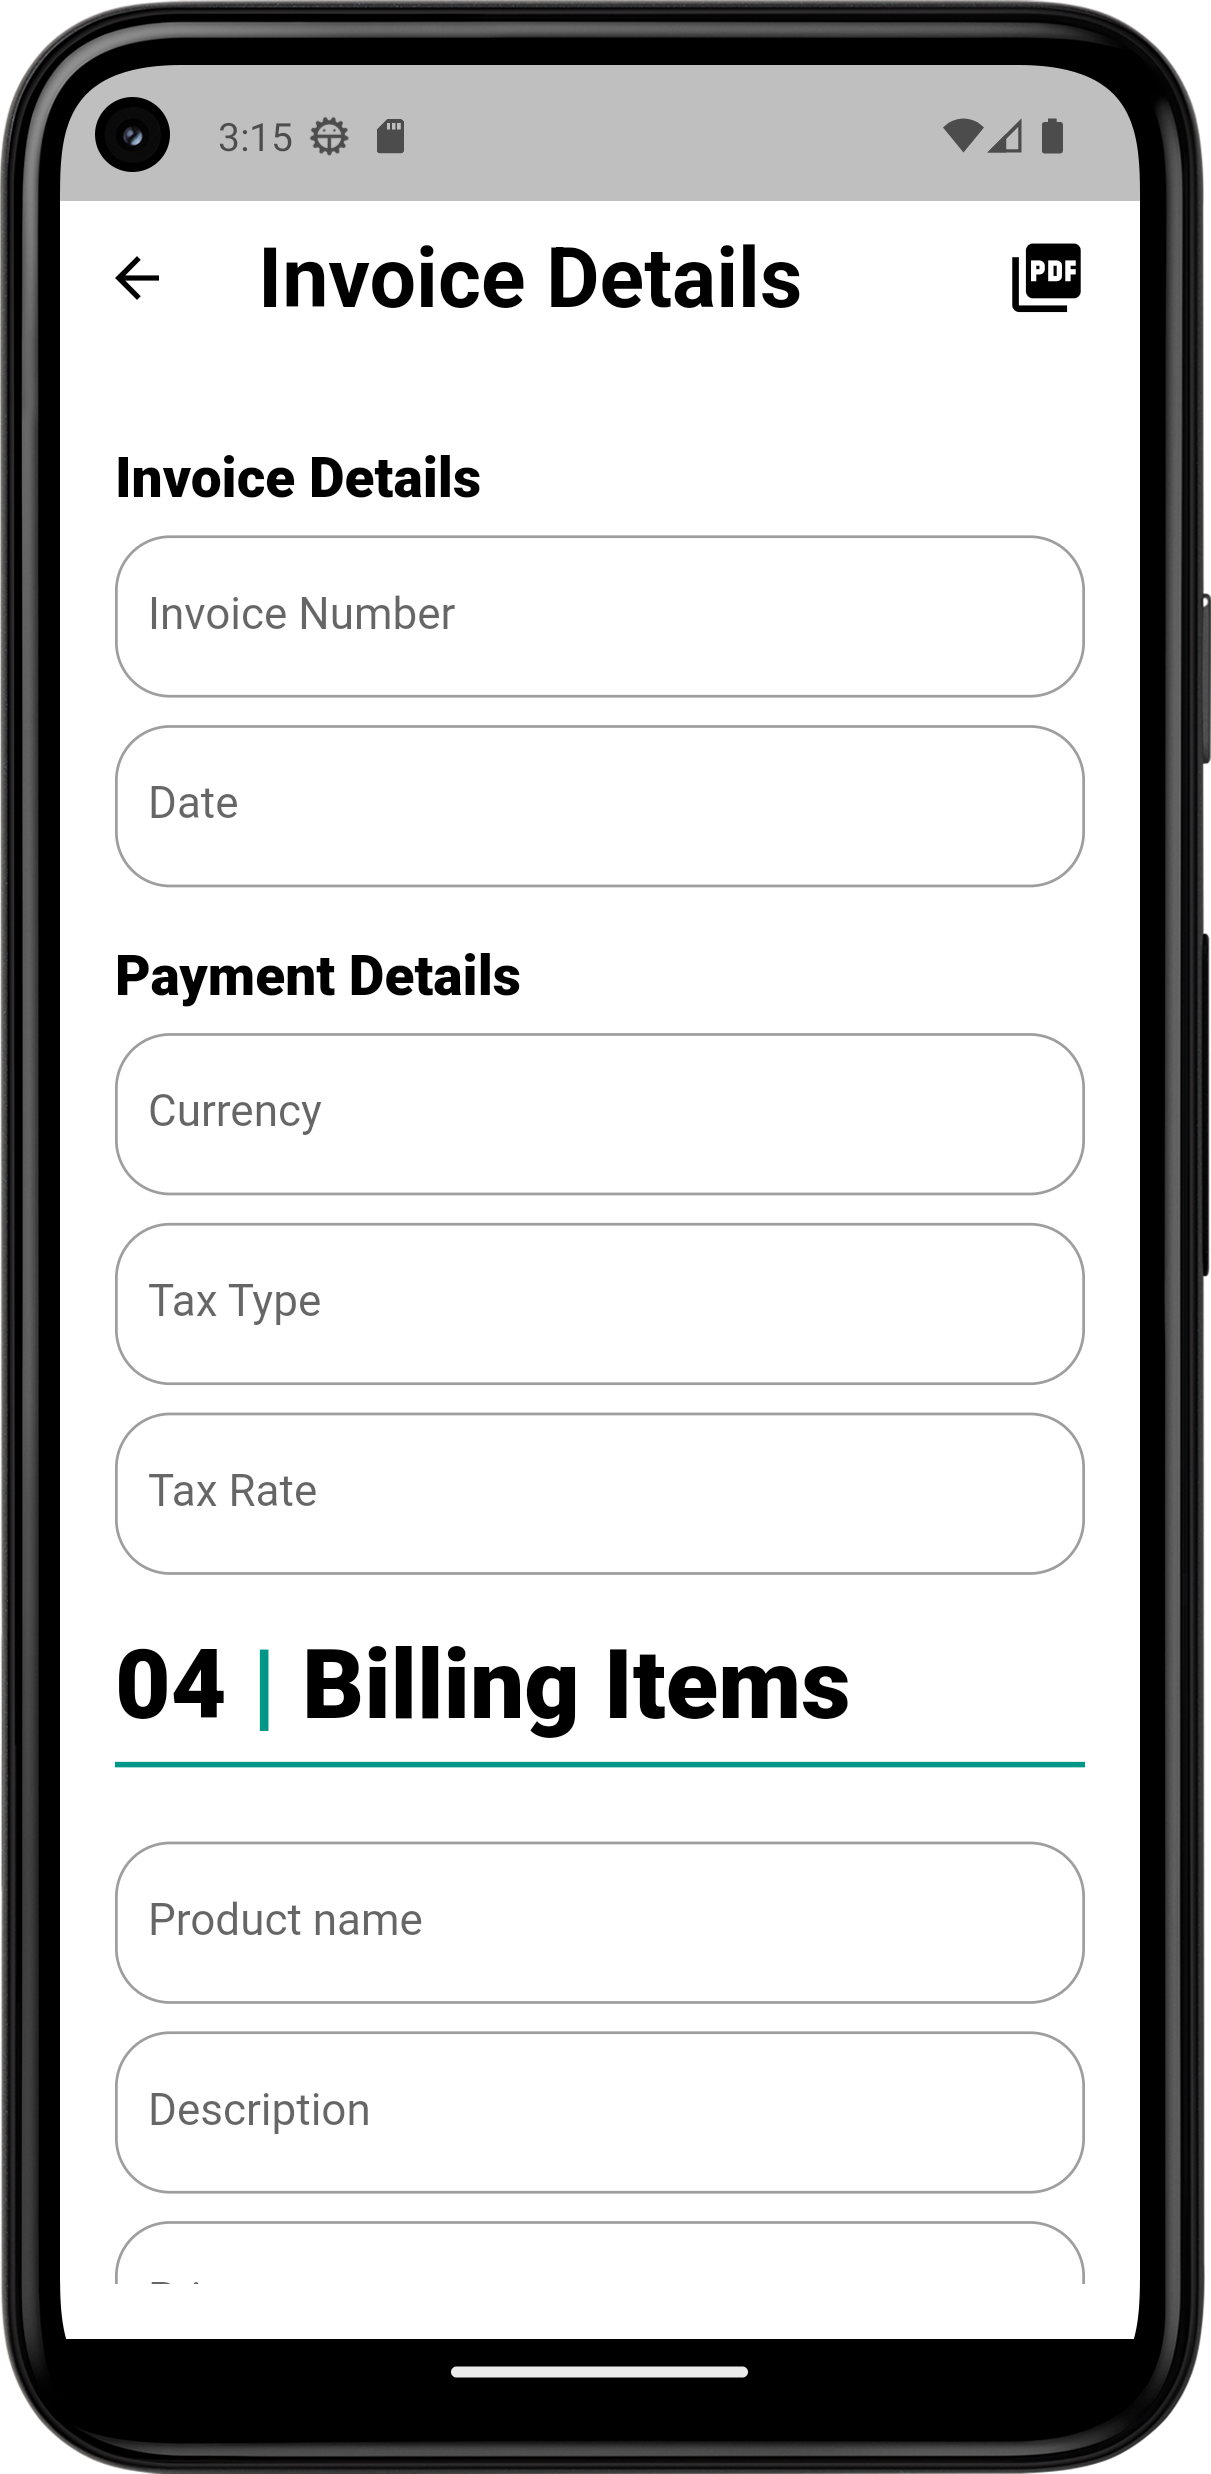 3:15
Invoice Details
PDF
Invoice Details
Invoice Number
Date
Payment Details
Currency
Tax Type
Tax Rate
04 | Billing Items
Product name
Description